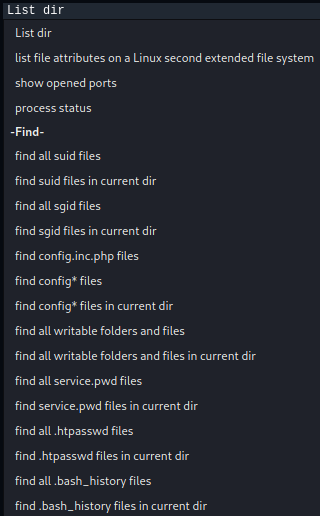 List dir
List dir
list file attributes on a Linux second extended file system
show opened ports
process status
-Find-
find all suid files
find suid files in current dir
find all sgid files
find sgid files in current dir
find config.inc.php files
find config* files
find config* files in current dir
find all writable folders and files
find all writable folders and files in current dir
find all service.pwd files
find service.pwd files in current dir
find all .htpasswd files
find .htpasswd files in current dir
find all .bash_history files
find .bash_history files in current dir